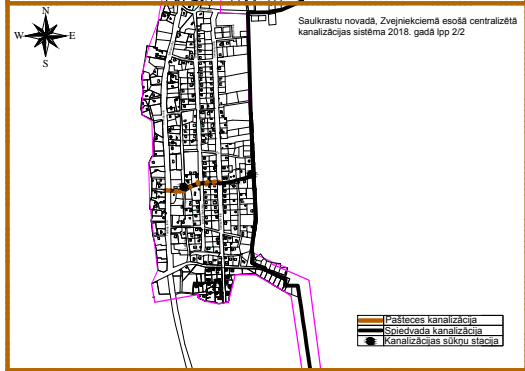 N
W E
S
Saulkrastu novadā, Zvejniekciemā esošā centralizētā
kanalizācijas sistēma 2018. gadā lpp 2/2
Pašteces kanalizācija
Spiedvada kanalizācija
Kanalizācijas sūkņu stacija